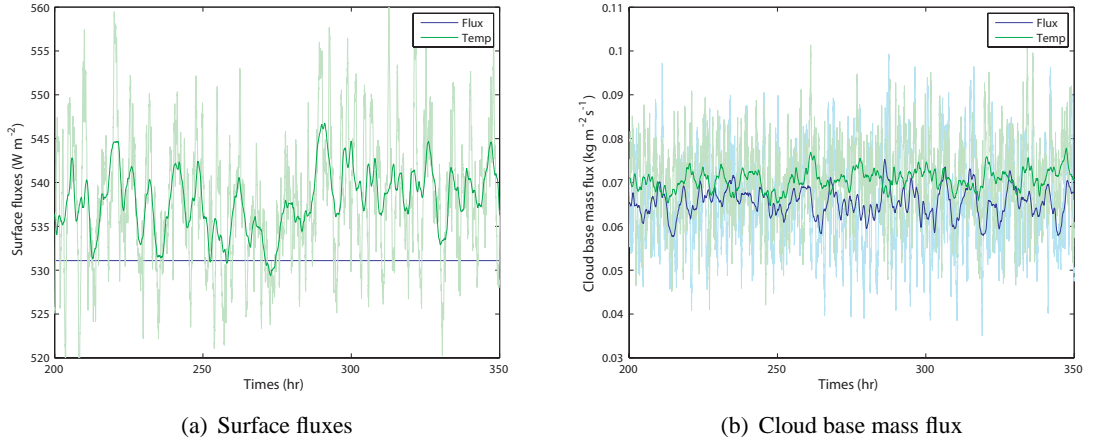 560
555
550
545
540
535
530
525
520
Surface fluxes (W m⁻²)
200
250
300
350
Times (hr)
Flux
Temp
(a) Surface fluxes
0.11
0.1
0.09
0.08
0.07
0.06
0.05
0.04
0.03
Cloud base mass flux (kg m⁻² s⁻¹)
200
250
300
350
Times (hr)
Flux
Temp
(b) Cloud base mass flux